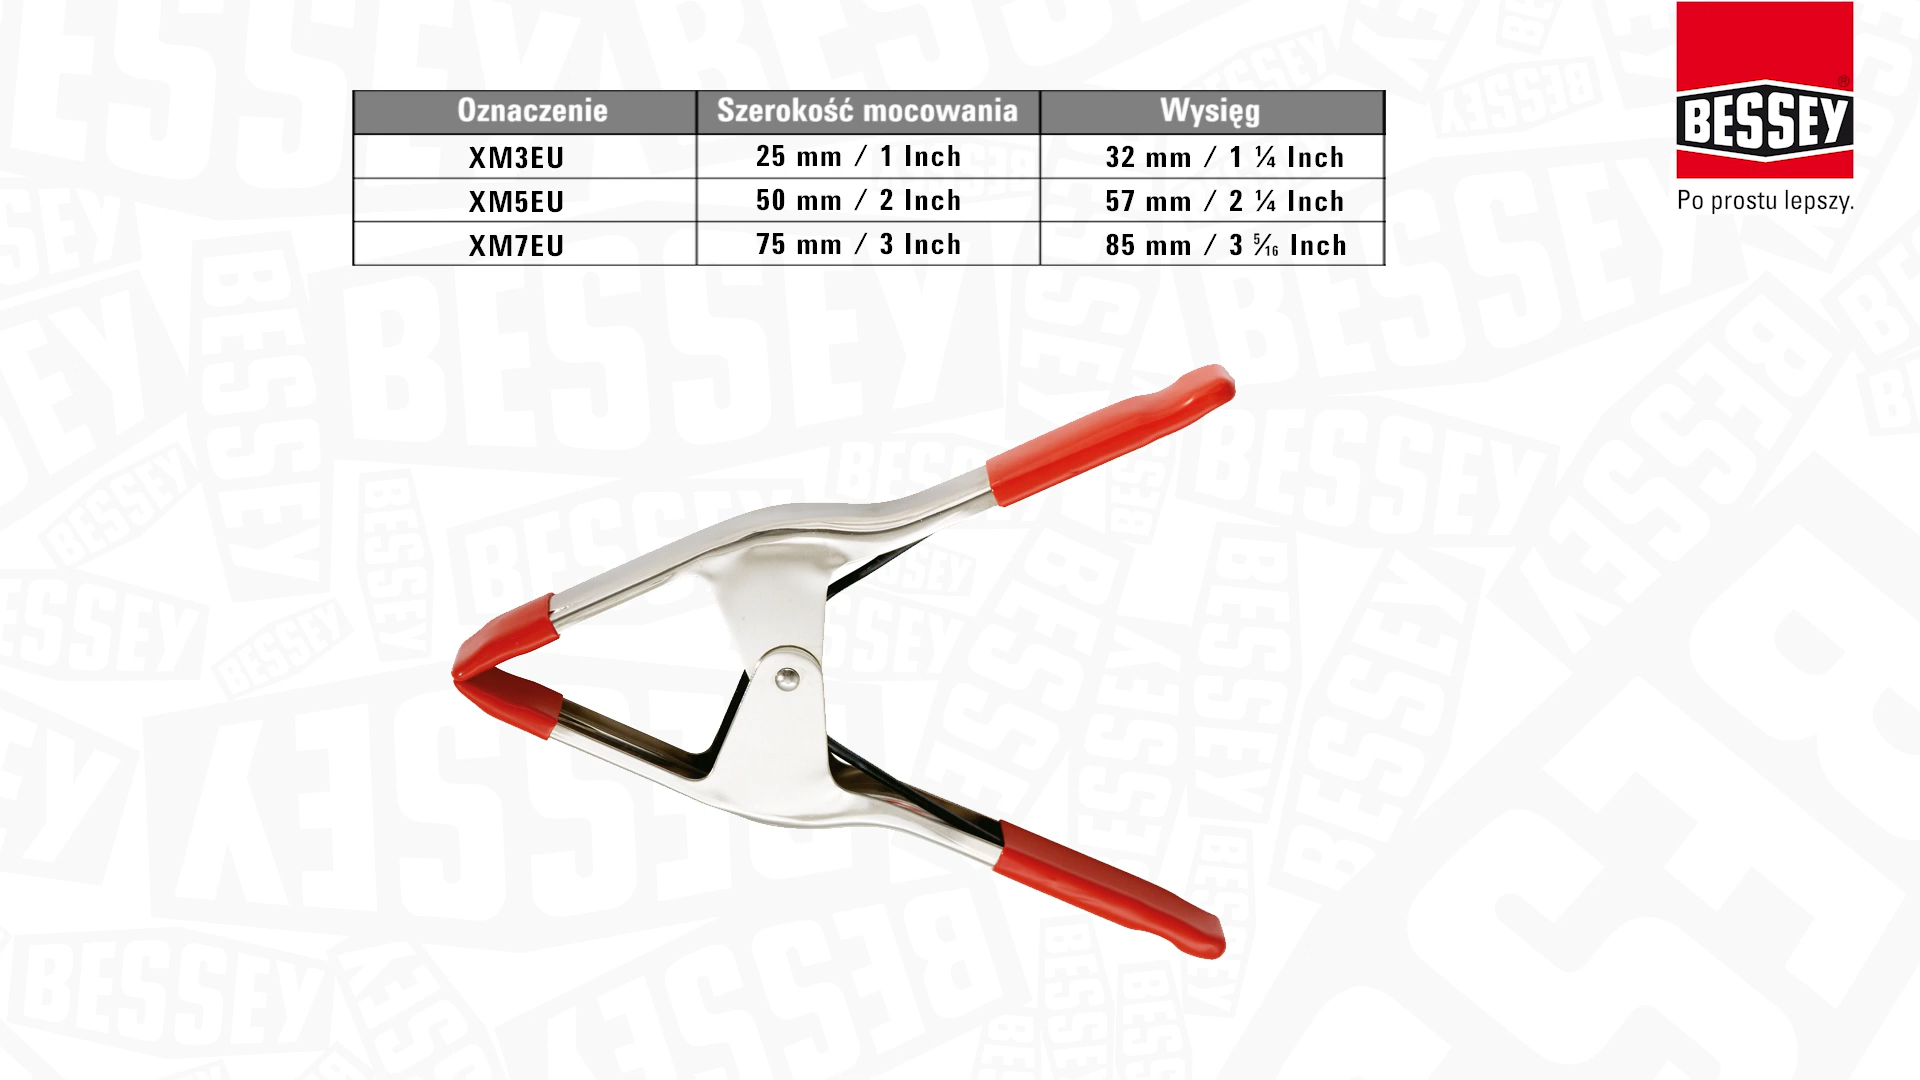 Oznaczenie Szerokość mocowania Wysięg
XM3EU 25 mm / 1 Inch 32 mm / 1 ¼ Inch
XM5EU 50 mm / 2 Inch 57 mm / 2 ¼ Inch
XM7EU 75 mm / 3 Inch 85 mm / 3 5⁄16 Inch
BESSEY®
Po prostu lepszy.